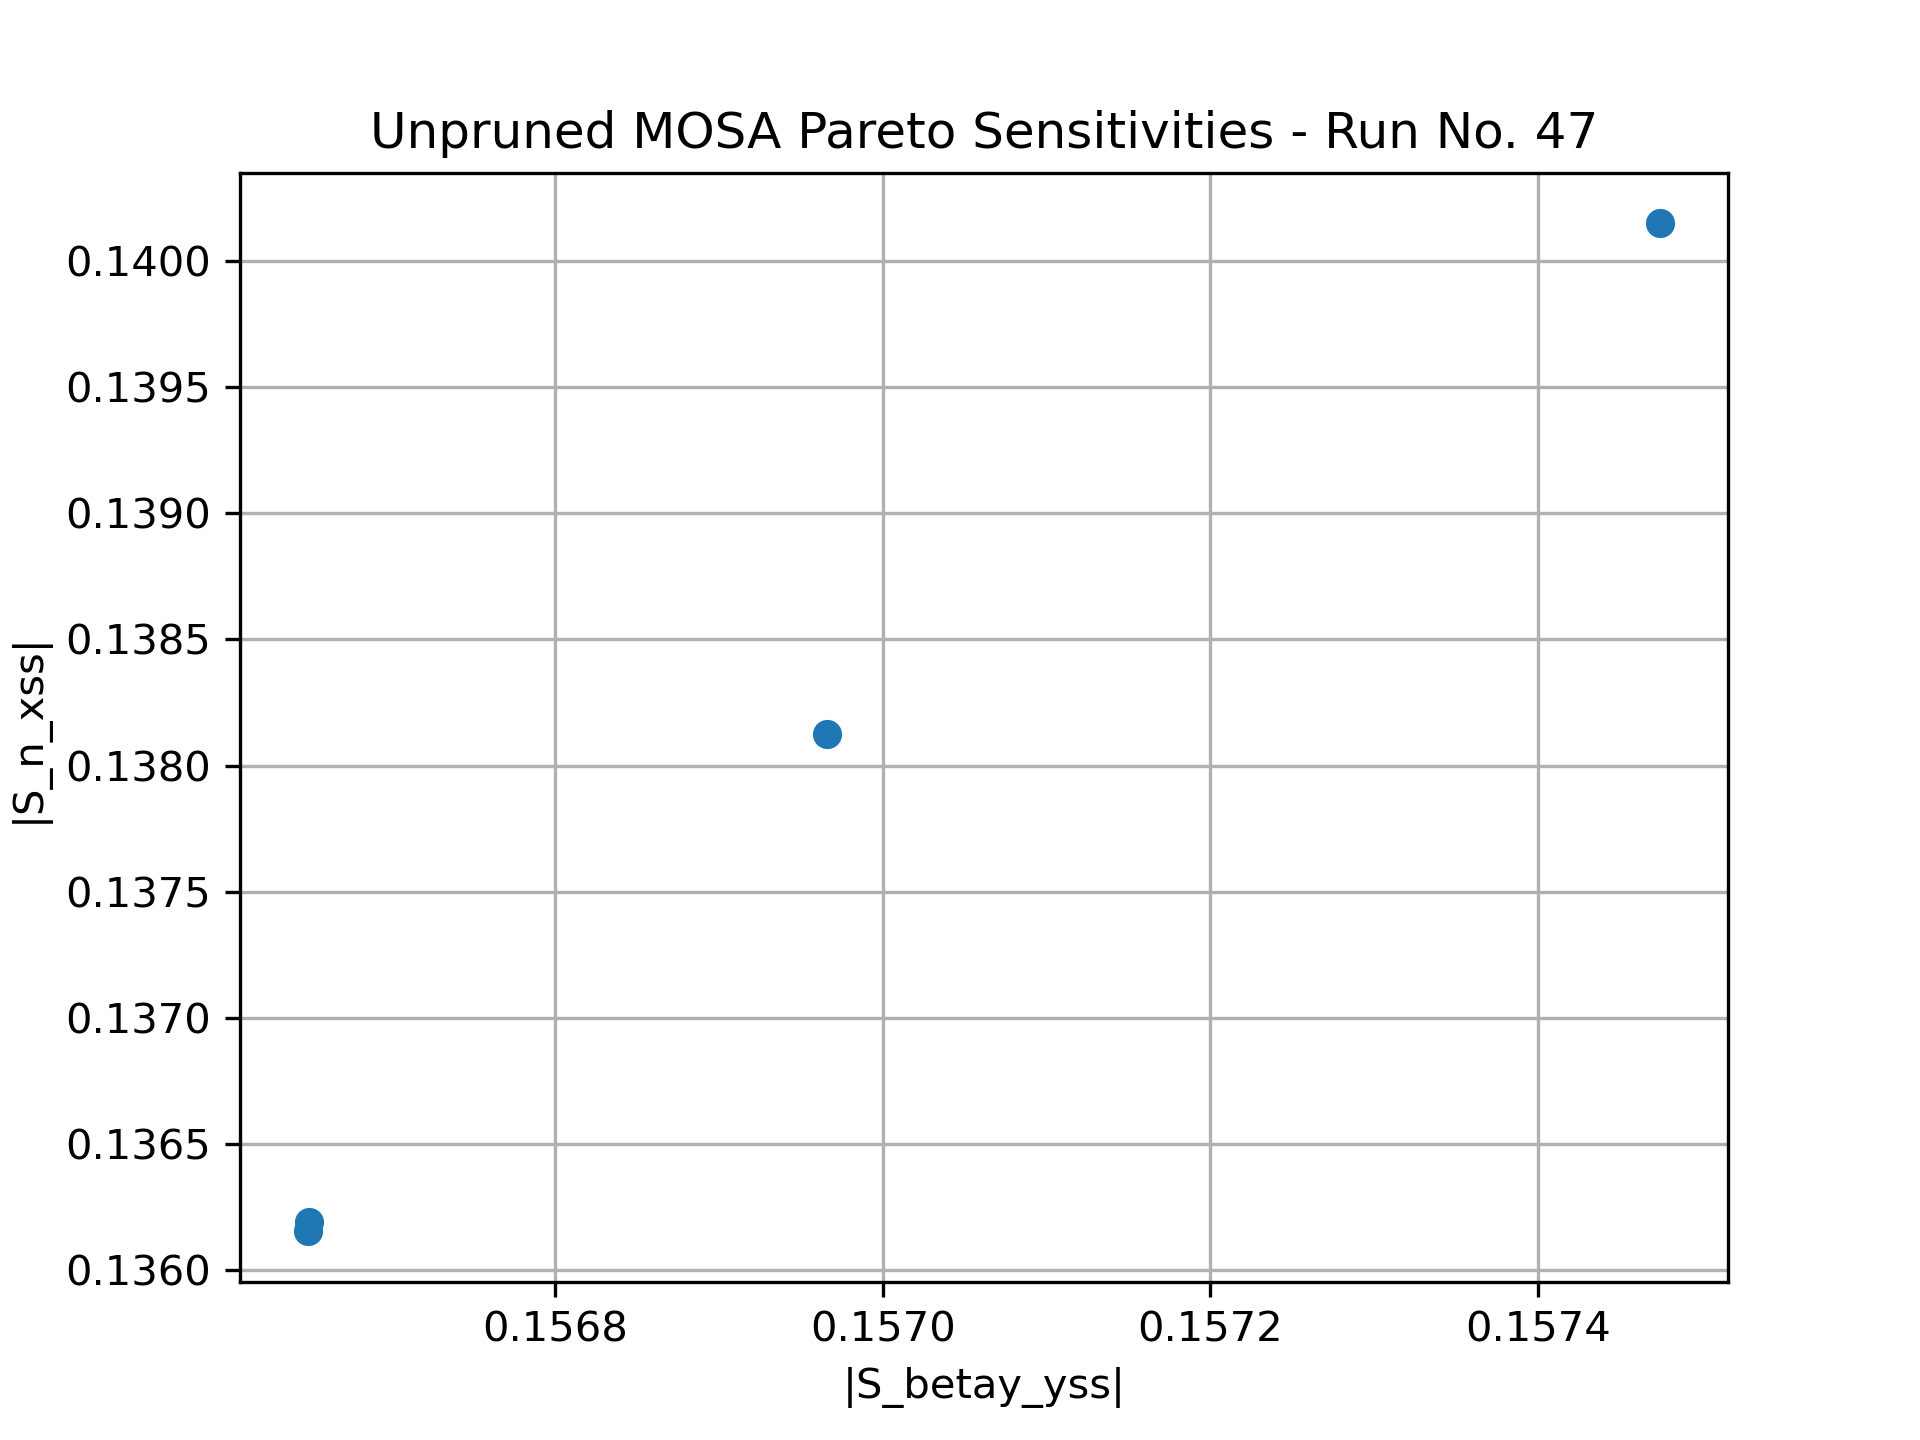 Unpruned MOSA Pareto Sensitivities - Run No. 47
|S_n_xss|
0.1400
0.1395
0.1390
0.1385
0.1380
0.1375
0.1370
0.1365
0.1360
0.1568 0.1570 0.1572 0.1574
|S_betay_yss|